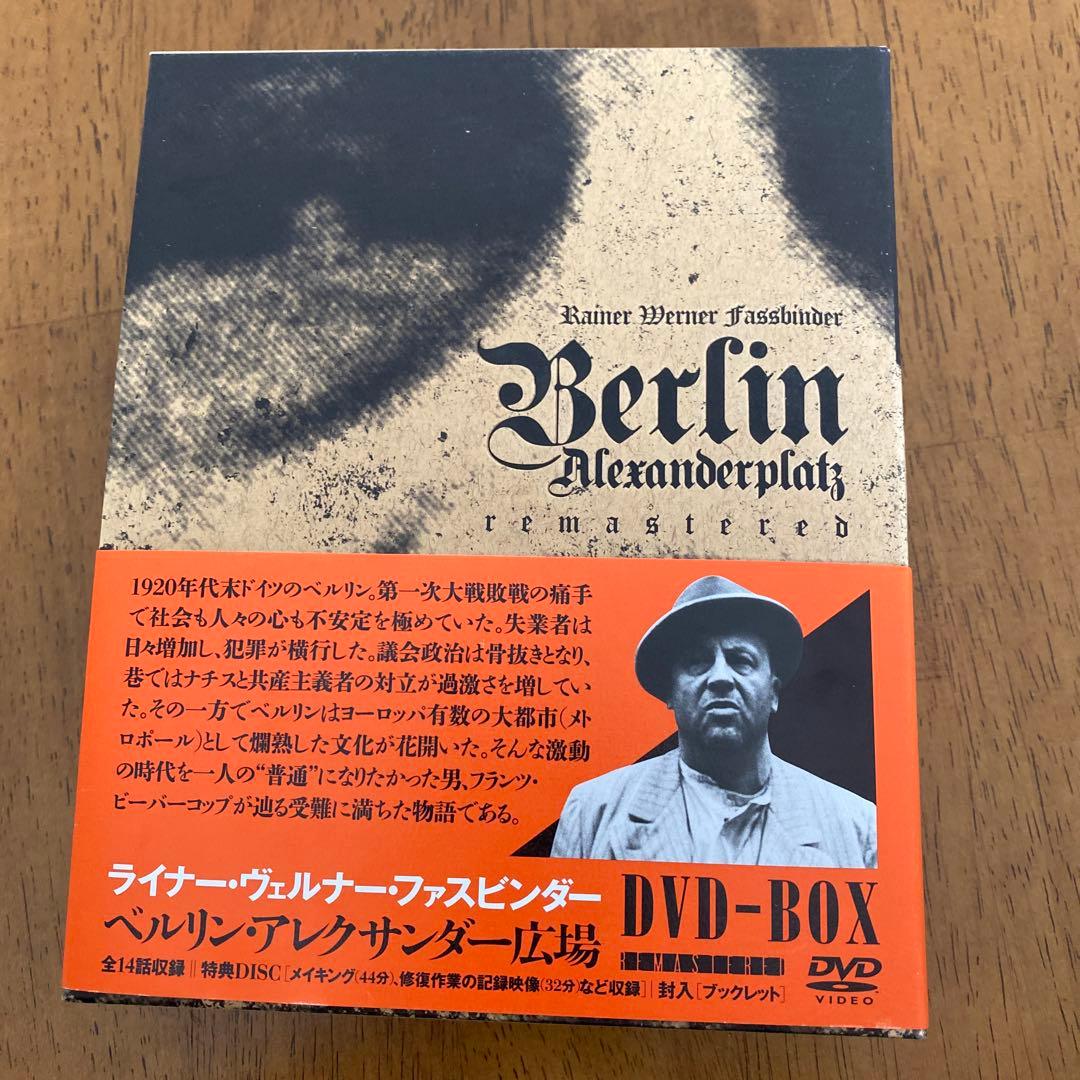 Rainer Werner Fassbinder
Berlin
Alexanderplatz
remastered
1920年代末ドイツのベルリン。第一次大戦敗戦の痛手
で社会も人々の心も不安定を極めていた。失業者は
日々増加し、犯罪が横行した。議会政治は骨抜きとなり、
巷ではナチスと共産主義者の対立が過激さを増してい
た。その一方でベルリンはヨーロッパ有数の大都市（メト
ロポール）として爛熟した文化が花開いた。そんな激動
の時代を一人の“普通”になりたかった男、フランツ・
ビーバーコップが辿る受難に満ちた物語である。
ライナー・ヴェルナー・ファスビンダー
ベルリン・アレクサンダー広場
DVD-BOX
REMASTERED
全14話収録‖特典DISC［メイキング(44分)、修復作業の記録映像(32分)など収録］｜封入［ブックレット］
DVD
VIDEO